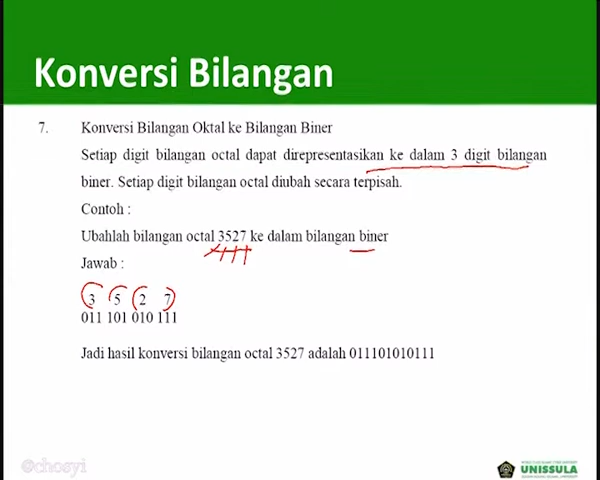 Konversi Bilangan
7. Konversi Bilangan Oktal ke Bilangan Biner
Setiap digit bilangan octal dapat direpresentasikan ke dalam 3 digit bilangan
biner. Setiap digit bilangan octal diubah secara terpisah.
Contoh :
Ubahlah bilangan octal 3527 ke dalam bilangan biner
Jawab :
3 5 2 7
011 101 010 111
Jadi hasil konversi bilangan octal 3527 adalah 011101010111
@chosyi
UNISSULA